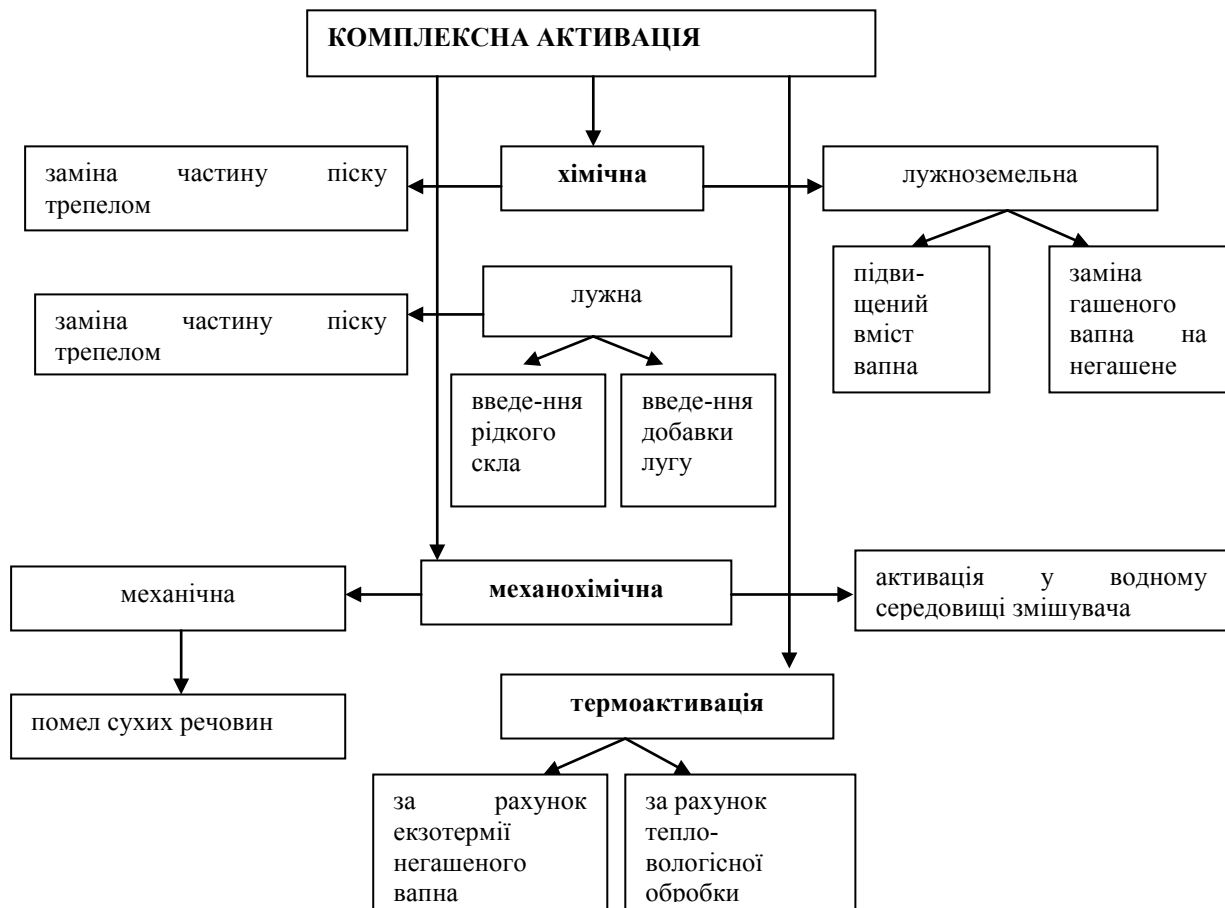 КОМПЛЕКСНА АКТИВАЦІЯ
заміна частину піску
трепелом
хімічна
лужноземельна
підви-
щений
вміст
вапна
заміна
гашеного
вапна на
негашене
заміна частину піску
трепелом
лужна
введе-ння
рідкого
скла
введе-ння
добавки
лугу
механічна
механохімічна
активація у водному
середовищі змішувача
помел сухих речовин
термоактивація
за рахунок
екзотермії
негашеного
вапна
за рахунок
тепло-
вологісної
обробки